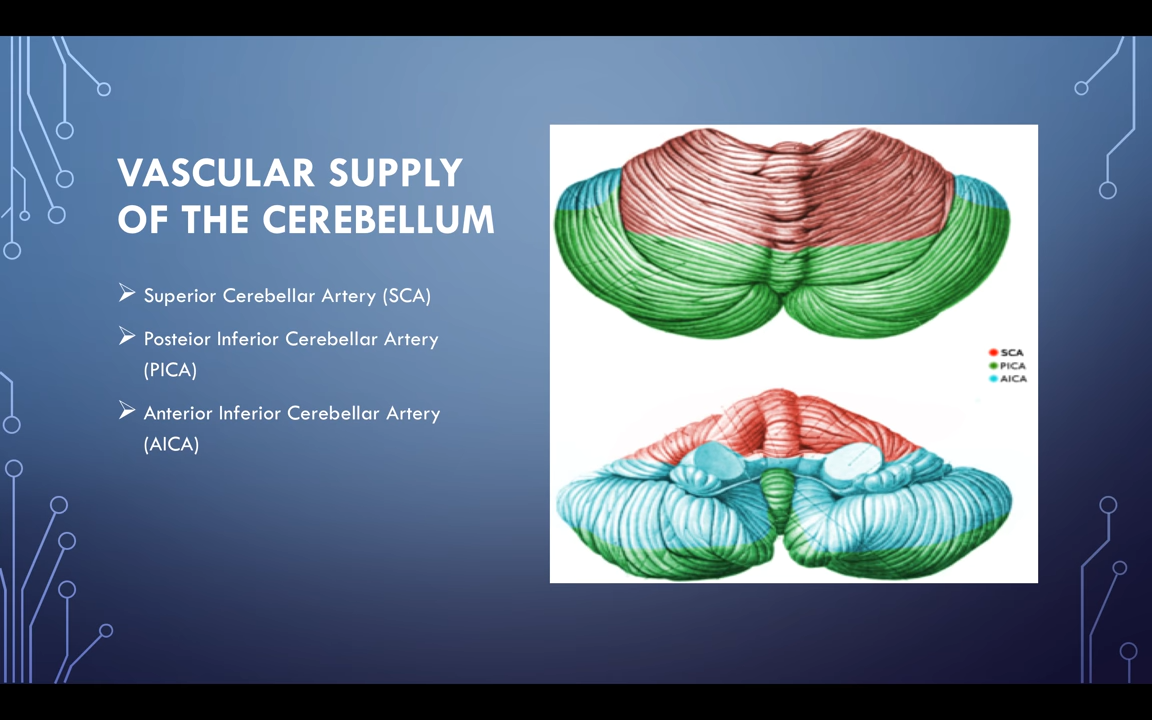 VASCULAR SUPPLY
OF THE CEREBELLUM
Superior Cerebellar Artery (SCA)
Posteior Inferior Cerebellar Artery
(PICA)
Anterior Inferior Cerebellar Artery
(AICA)
SCA
PICA
AICA